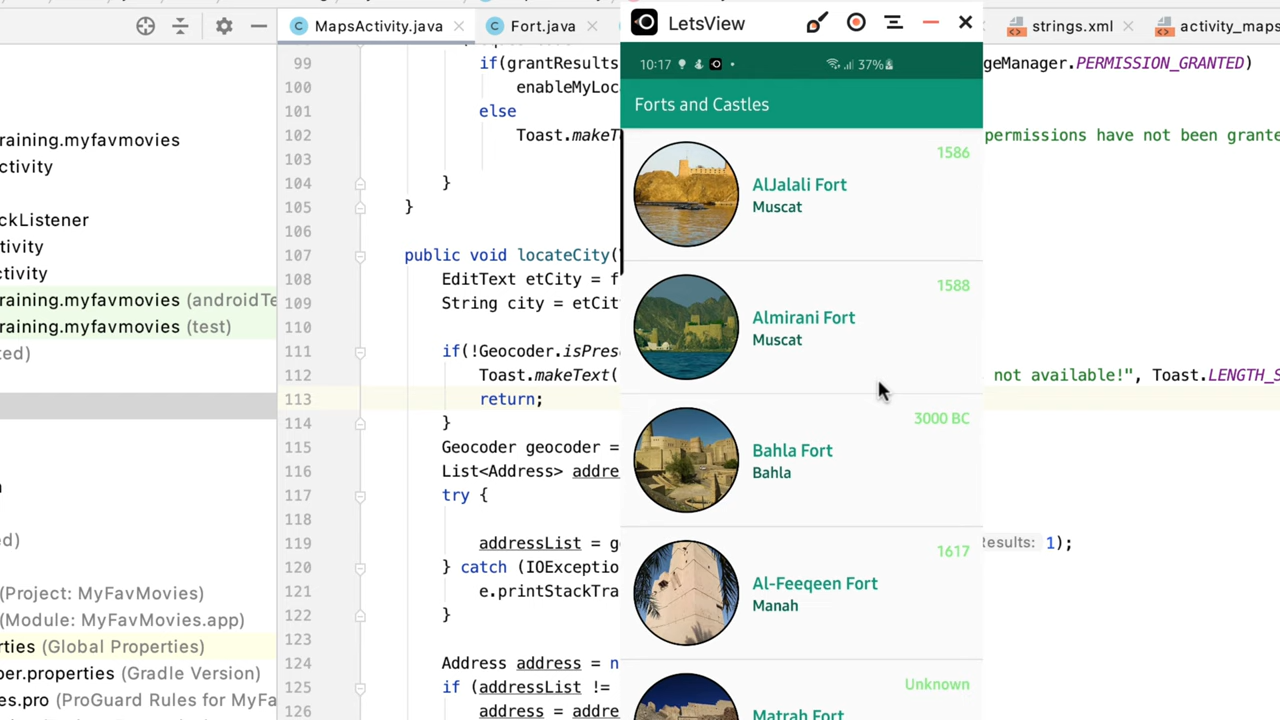 MapsActivity.java
Fort.java
strings.xml
activity_maps
training.myfavmovies
ctivity
ckListener
tivity
ctivity
training.myfavmovies (androidTe
training.myfavmovies (test)
ted)
ed)
(Project: MyFavMovies)
(Module: MyFavMovies.app)
rties (Global Properties)
per.properties (Gradle Version)
es.pro (ProGuard Rules for MyFa
99 if(grantResults
geManager.PERMISSION_GRANTED)
100 enableMyLoc
101 else
102 Toast.makeT
permissions have not been grante
103
104 }
105 }
106
107 public void locateCity(
108 EditText etCity = f
109 String city = etCit
110
111 if(!Geocoder.isPres
112 Toast.makeText(
not available!", Toast.LENGTH_S
113 return;
114 }
115 Geocoder geocoder =
116 List<Address> addre
117 try {
118
119 addressList = g
Results: 1);
120 } catch (IOException
121 e.printStackTra
122 }
123
124 Address address = n
125 if (addressList !=
126 address = addre
LetsView
10:17
37%
Forts and Castles
1586
AlJalali Fort
Muscat
1588
Almirani Fort
Muscat
3000 BC
Bahla Fort
Bahla
1617
Al-Feeqeen Fort
Manah
Unknown
Matrah Fort